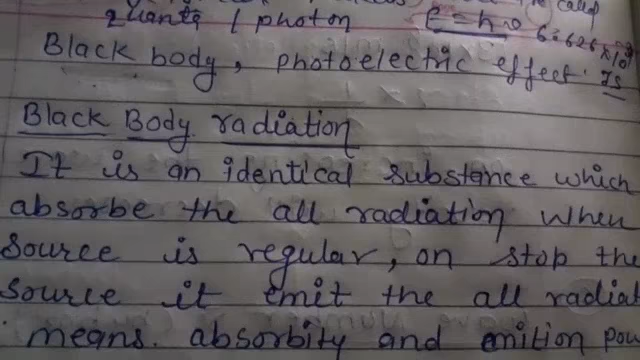 called
quanta / photon E = hν 6.626 x 10
Black body, photoelectric effect. Js
Black Body radiation
It is an identical substance which
absorbe the all radiation when
source is regular, on stop the
source it emit the all radiat
means. absorbity and emition pow